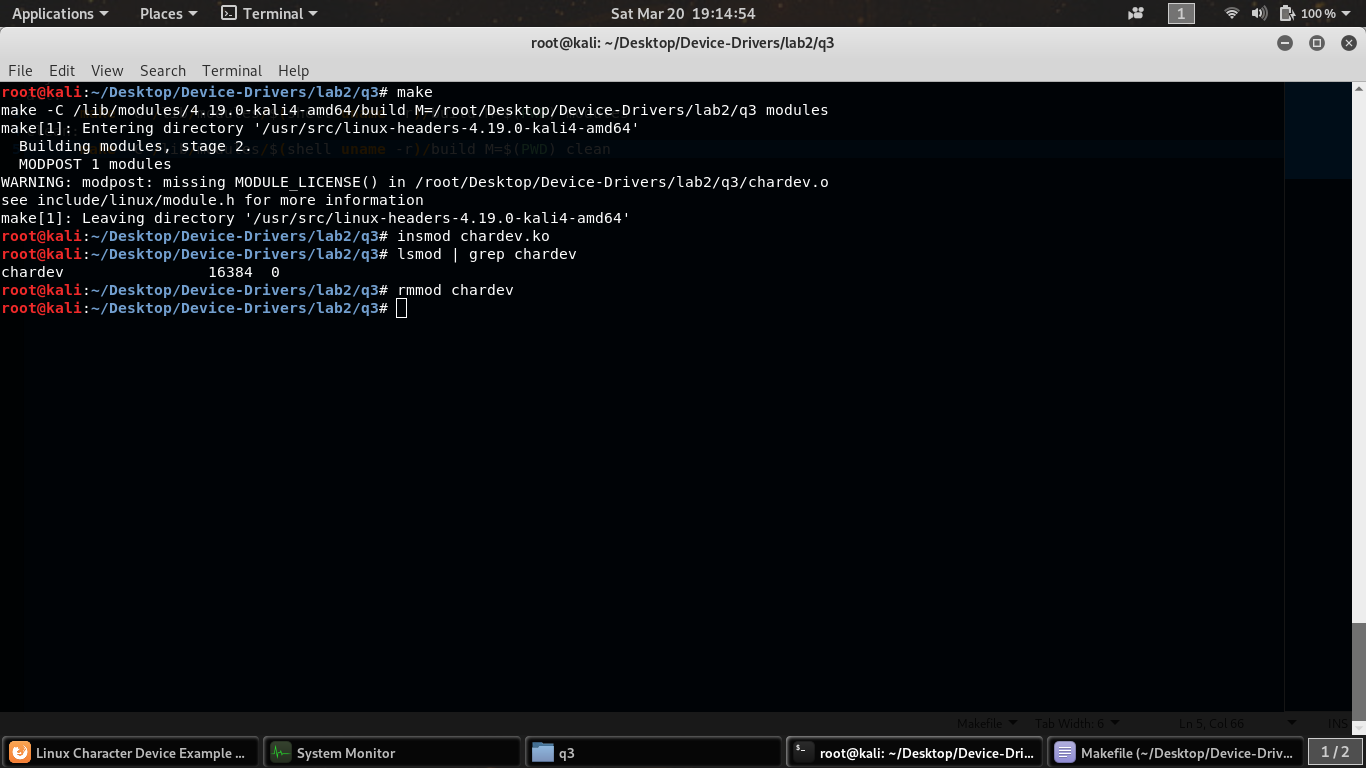 Applications Places Terminal Sat Mar 20 19:14:54 1 100 %
root@kali: ~/Desktop/Device-Drivers/lab2/q3
File Edit View Search Terminal Help
root@kali:~/Desktop/Device-Drivers/lab2/q3# make
make -C /lib/modules/4.19.0-kali4-amd64/build M=/root/Desktop/Device-Drivers/lab2/q3 modules
make[1]: Entering directory '/usr/src/linux-headers-4.19.0-kali4-amd64'
  Building modules, stage 2.
/modules/$(shell uname -r)/build M=$(PWD) clean
  MODPOST 1 modules
WARNING: modpost: missing MODULE_LICENSE() in /root/Desktop/Device-Drivers/lab2/q3/chardev.o
see include/linux/module.h for more information
make[1]: Leaving directory '/usr/src/linux-headers-4.19.0-kali4-amd64'
root@kali:~/Desktop/Device-Drivers/lab2/q3# insmod chardev.ko
root@kali:~/Desktop/Device-Drivers/lab2/q3# lsmod | grep chardev
chardev                16384  0
root@kali:~/Desktop/Device-Drivers/lab2/q3# rmmod chardev
root@kali:~/Desktop/Device-Drivers/lab2/q3#
Makefile Tab Width: 6 Ln 5, Col 66 INS
Linux Character Device Example ... System Monitor q3 root@kali: ~/Desktop/Device-Dri... Makefile (~/Desktop/Device-Driv... 1 / 2